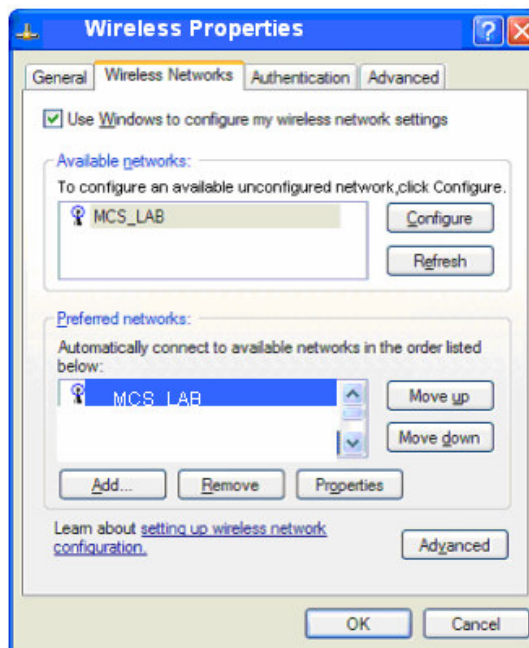 Wireless Properties
General Wireless Networks Authentication Advanced
Use Windows to configure my wireless network settings
Available networks:
To configure an available unconfigured network,click Configure.
MCS_LAB
Configure
Refresh
Preferred networks:
Automatically connect to available networks in the order listed
below:
MCS_LAB
Move up
Move down
Add... Remove Properties
Learn about setting up wireless network
configuration.
Advanced
OK Cancel